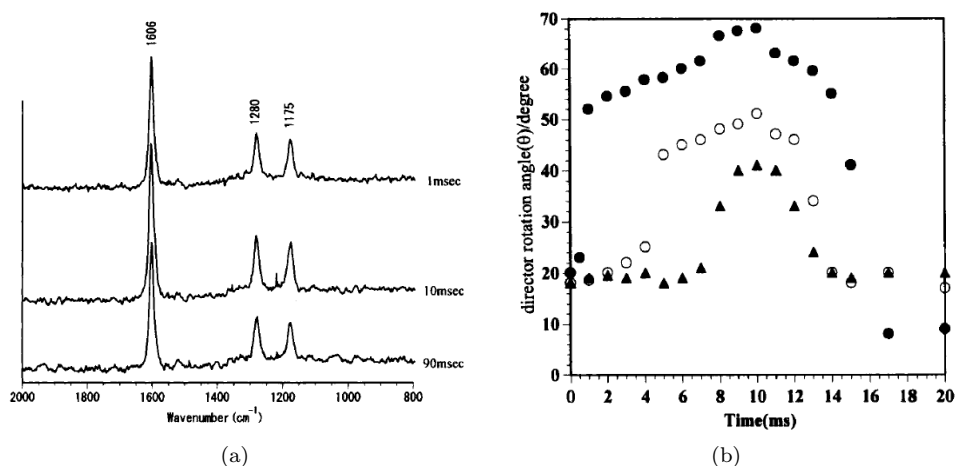 1606
1280
1175
1msec
10msec
90msec
2000 1600 1400 1200 1000 800
Wavenumber(cm⁻¹)
(a)
director rotation angle(θ)/degree
70
60
50
40
30
20
10
0
0 2 4 6 8 10 12 14 16 18 20
Time(ms)
(b)